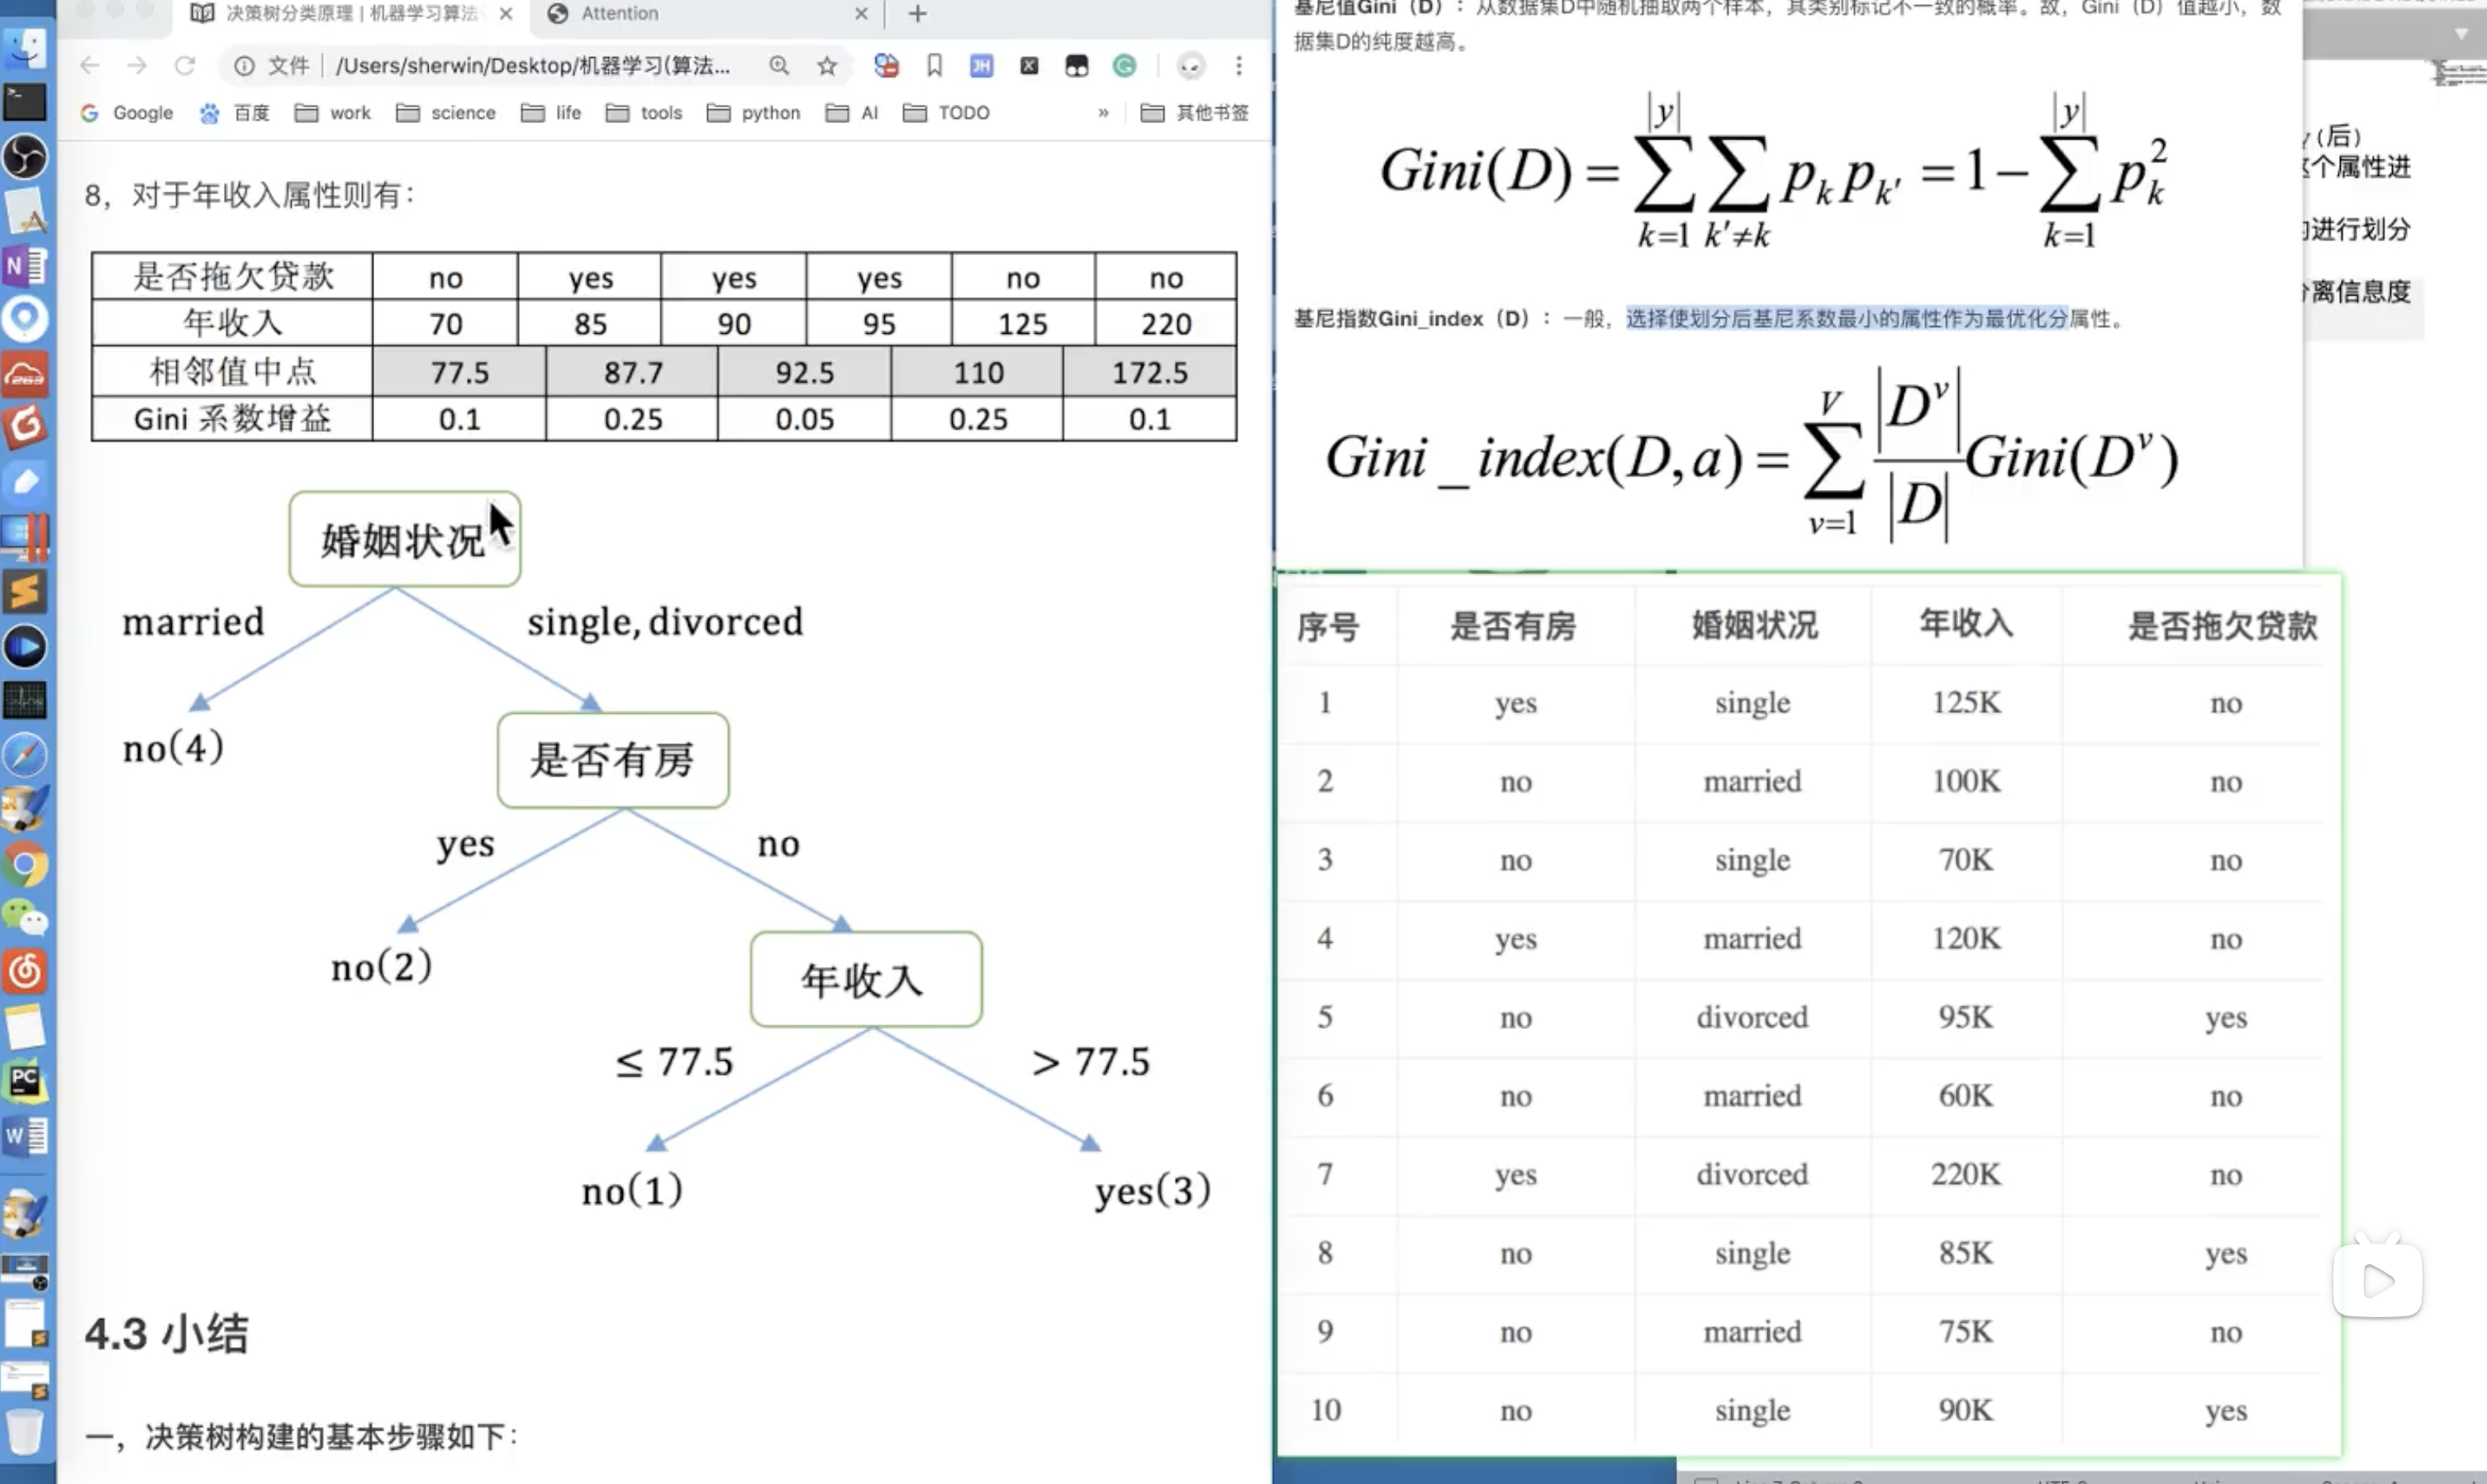 决策树分类原理 | 机器学习算法
Attention
文件 | /Users/sherwin/Desktop/机器学习(算法...
Google 百度 work science life tools python AI TODO » 其他书签
8，对于年收入属性则有：
是否拖欠贷款 no yes yes yes no no
年收入 70 85 90 95 125 220
相邻值中点 77.5 87.7 92.5 110 172.5
Gini 系数增益 0.1 0.25 0.05 0.25 0.1
婚姻状况
married single, divorced
no(4)
是否有房
yes no
no(2)
年收入
≤ 77.5 > 77.5
no(1) yes(3)
4.3 小结
一，决策树构建的基本步骤如下：
基尼值Gini（D）：从数据集D中随机抽取两个样本，其类别标记不一致的概率。故，Gini（D）值越小，数
据集D的纯度越高。
Gini(D) = ∑_{k=1}^{|y|} ∑_{k'≠k} p_k p_{k'} = 1 − ∑_{k=1}^{|y|} p_k^2
基尼指数Gini_index（D）：一般，选择使划分后基尼系数最小的属性作为最优化分属性。
Gini_index(D,a) = ∑_{v=1}^{V} |D^v| / |D| Gini(D^v)
序号 是否有房 婚姻状况 年收入 是否拖欠贷款
1 yes single 125K no
2 no married 100K no
3 no single 70K no
4 yes married 120K no
5 no divorced 95K yes
6 no married 60K no
7 yes divorced 220K no
8 no single 85K yes
9 no married 75K no
10 no single 90K yes
(后)
个属性进
进行划分
离信息度